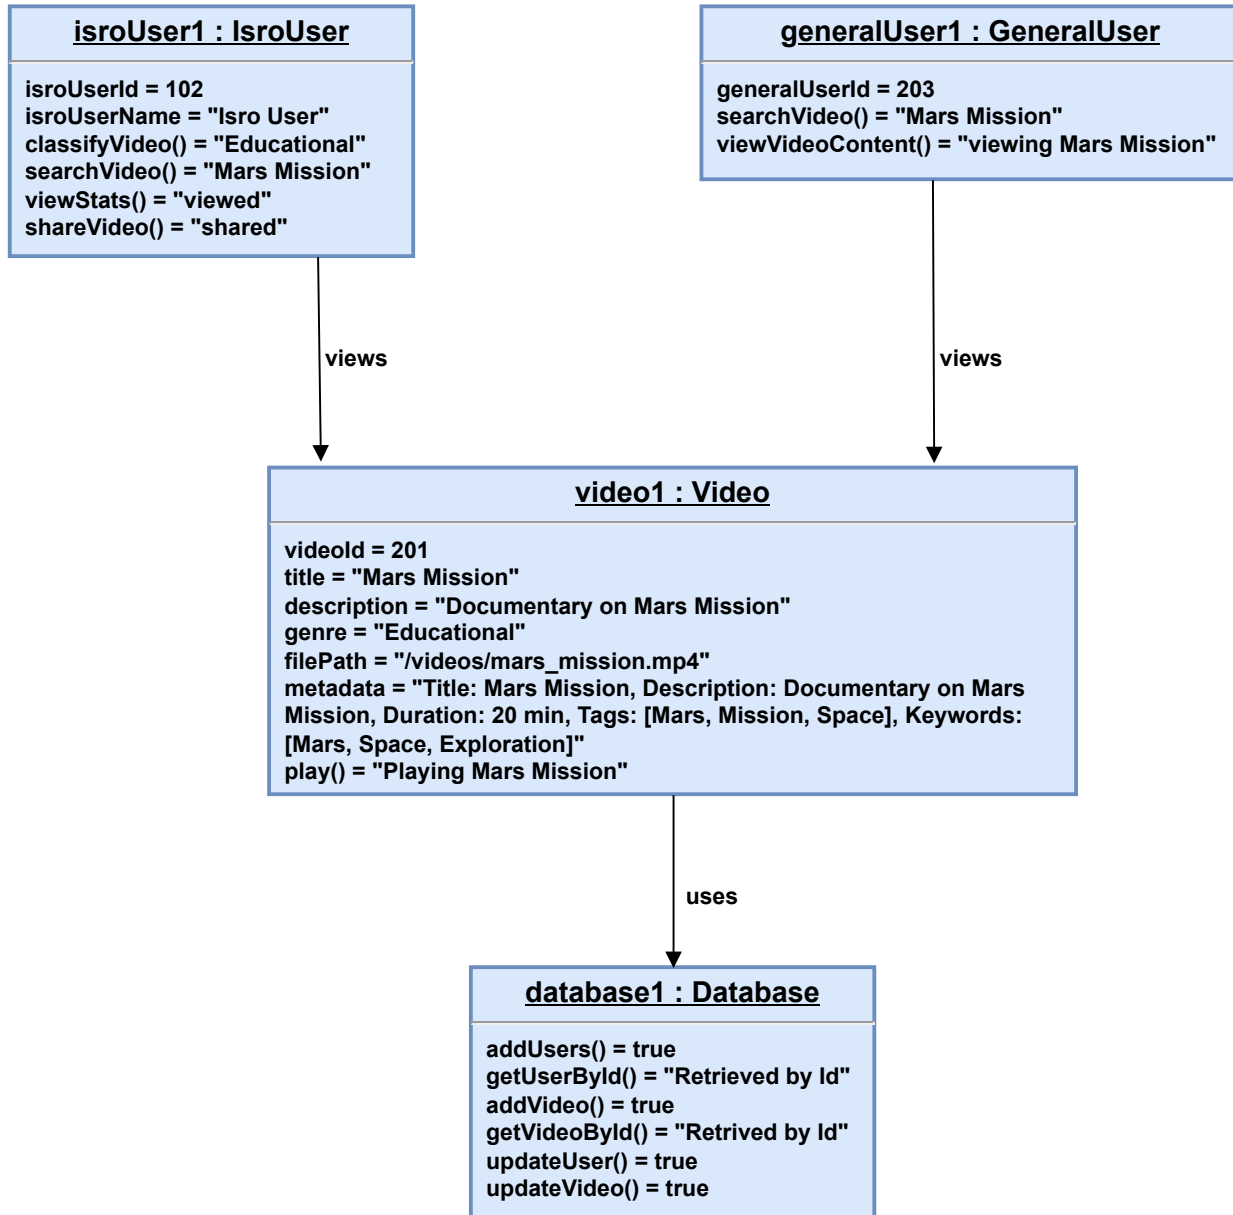 isroUser1 : IsroUser
isroUserId = 102
isroUserName = "Isro User"
classifyVideo() = "Educational"
searchVideo() = "Mars Mission"
viewStats() = "viewed"
shareVideo() = "shared"
generalUser1 : GeneralUser
generalUserId = 203
searchVideo() = "Mars Mission"
viewVideoContent() = "viewing Mars Mission"
views
views
video1 : Video
videoId = 201
title = "Mars Mission"
description = "Documentary on Mars Mission"
genre = "Educational"
filePath = "/videos/mars_mission.mp4"
metadata = "Title: Mars Mission, Description: Documentary on Mars
Mission, Duration: 20 min, Tags: [Mars, Mission, Space], Keywords:
[Mars, Space, Exploration]"
play() = "Playing Mars Mission"
uses
database1 : Database
addUsers() = true
getUserById() = "Retrieved by Id"
addVideo() = true
getVideoById() = "Retrived by Id"
updateUser() = true
updateVideo() = true